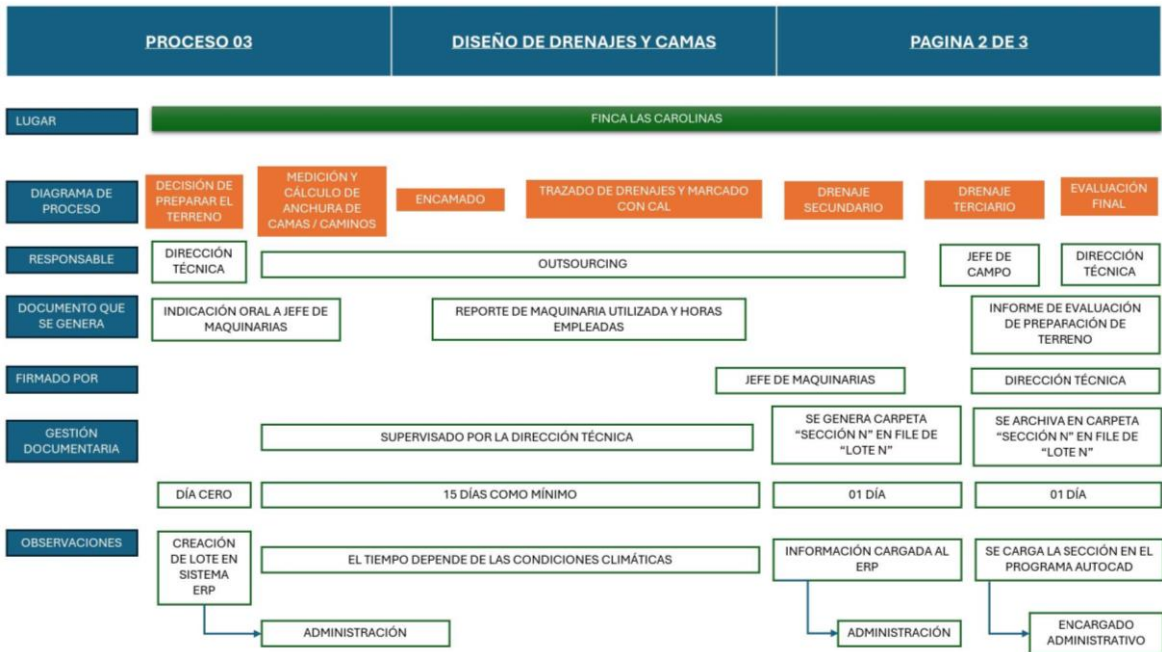 PROCESO 03
DISEÑO DE DRENAJES Y CAMAS
PAGINA 2 DE 3
LUGAR
FINCA LAS CAROLINAS
DIAGRAMA DE
PROCESO
DECISIÓN DE
PREPARAR EL
TERRENO
MEDICIÓN Y
CÁLCULO DE
ANCHURA DE
CAMAS / CAMINOS
ENCAMADO
TRAZADO DE DRENAJES Y MARCADO
CON CAL
DRENAJE
SECUNDARIO
DRENAJE
TERCIARIO
EVALUACIÓN
FINAL
RESPONSABLE
DIRECCIÓN
TÉCNICA
OUTSOURCING
JEFE DE
CAMPO
DIRECCIÓN
TÉCNICA
DOCUMENTO QUE
SE GENERA
INDICACIÓN ORAL A JEFE DE
MAQUINARIAS
REPORTE DE MAQUINARIA UTILIZADA Y HORAS
EMPLEADAS
INFORME DE EVALUACIÓN
DE PREPARACIÓN DE
TERRENO
FIRMADO POR
JEFE DE MAQUINARIAS
DIRECCIÓN TÉCNICA
GESTIÓN
DOCUMENTARIA
SUPERVISADO POR LA DIRECCIÓN TÉCNICA
SE GENERA CARPETA
“SECCIÓN N” EN FILE DE
“LOTE N”
SE ARCHIVA EN CARPETA
“SECCIÓN N” EN FILE DE
“LOTE N”
DÍA CERO
15 DÍAS COMO MÍNIMO
01 DÍA
01 DÍA
OBSERVACIONES
CREACIÓN
DE LOTE EN
SISTEMA
ERP
EL TIEMPO DEPENDE DE LAS CONDICIONES CLIMÁTICAS
INFORMACIÓN CARGADA AL
ERP
SE CARGA LA SECCIÓN EN EL
PROGRAMA AUTOCAD
ADMINISTRACIÓN
ADMINISTRACIÓN
ENCARGADO
ADMINISTRATIVO